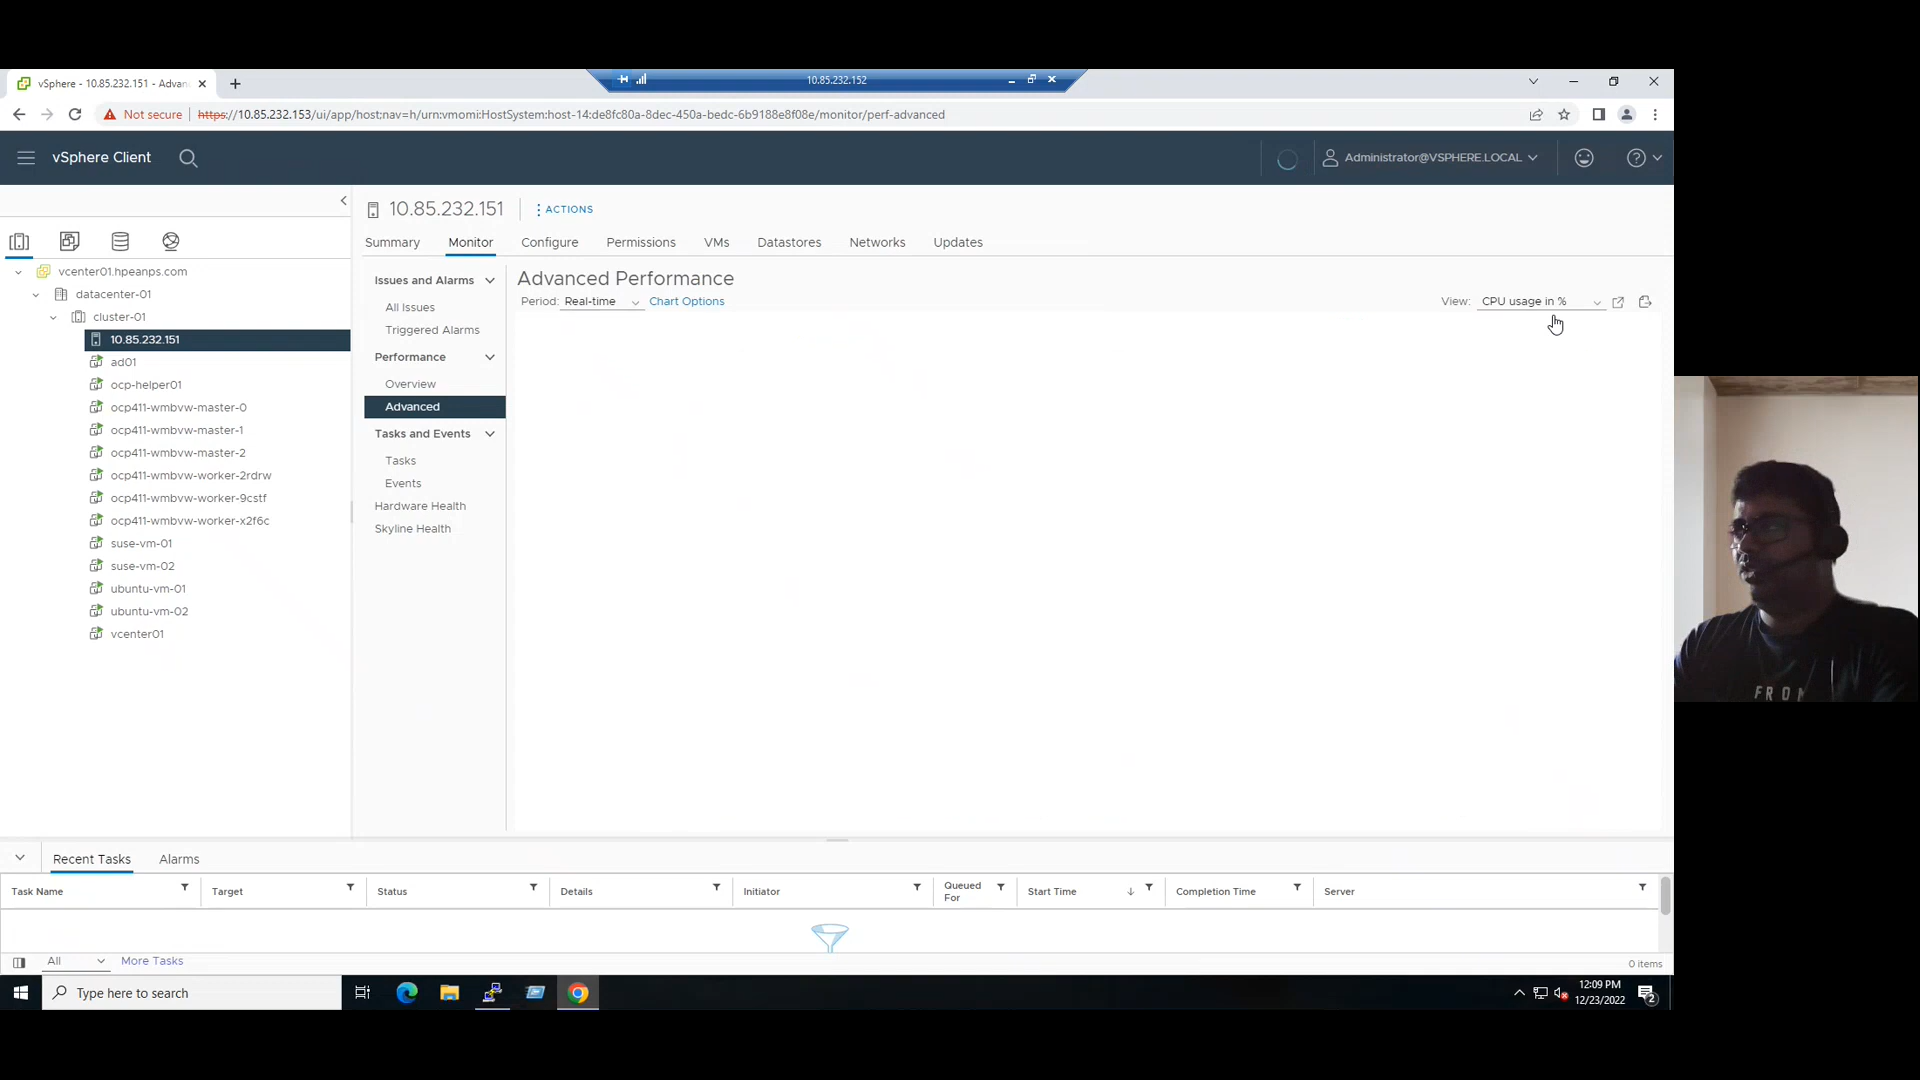 vSphere - 10.85.232.151 - Advan
10.85.232.152
Not secure
https://10.85.232.153/ui/app/host:nav=h/urn:vmomi:HostSystem:host-14:de8fc80a-8dec-450a-bedc-6b9188e8f08e/monitor/perf-advanced
vSphere Client
Administrator@VSPHERE.LOCAL
10.85.232.151
ACTIONS
Summary
Monitor
Configure
Permissions
VMs
Datastores
Networks
Updates
vcenter01.hpeanps.com
datacenter-01
cluster-01
10.85.232.151
ad01
ocp-helper01
ocp411-wmbvw-master-0
ocp411-wmbvw-master-1
ocp411-wmbvw-master-2
ocp411-wmbvw-worker-2rdrw
ocp411-wmbvw-worker-9cstf
ocp411-wmbvw-worker-x2f6c
suse-vm-01
suse-vm-02
ubuntu-vm-01
ubuntu-vm-02
vcenter01
Issues and Alarms
All Issues
Triggered Alarms
Performance
Overview
Advanced
Tasks and Events
Tasks
Events
Hardware Health
Skyline Health
Advanced Performance
Period: Real-time
Chart Options
View: CPU usage in %
FRO
Recent Tasks
Alarms
Task Name
Target
Status
Details
Initiator
Queued
For
Start Time
Completion Time
Server
All
More Tasks
0 items
Type here to search
12:09 PM
12/23/2022
2